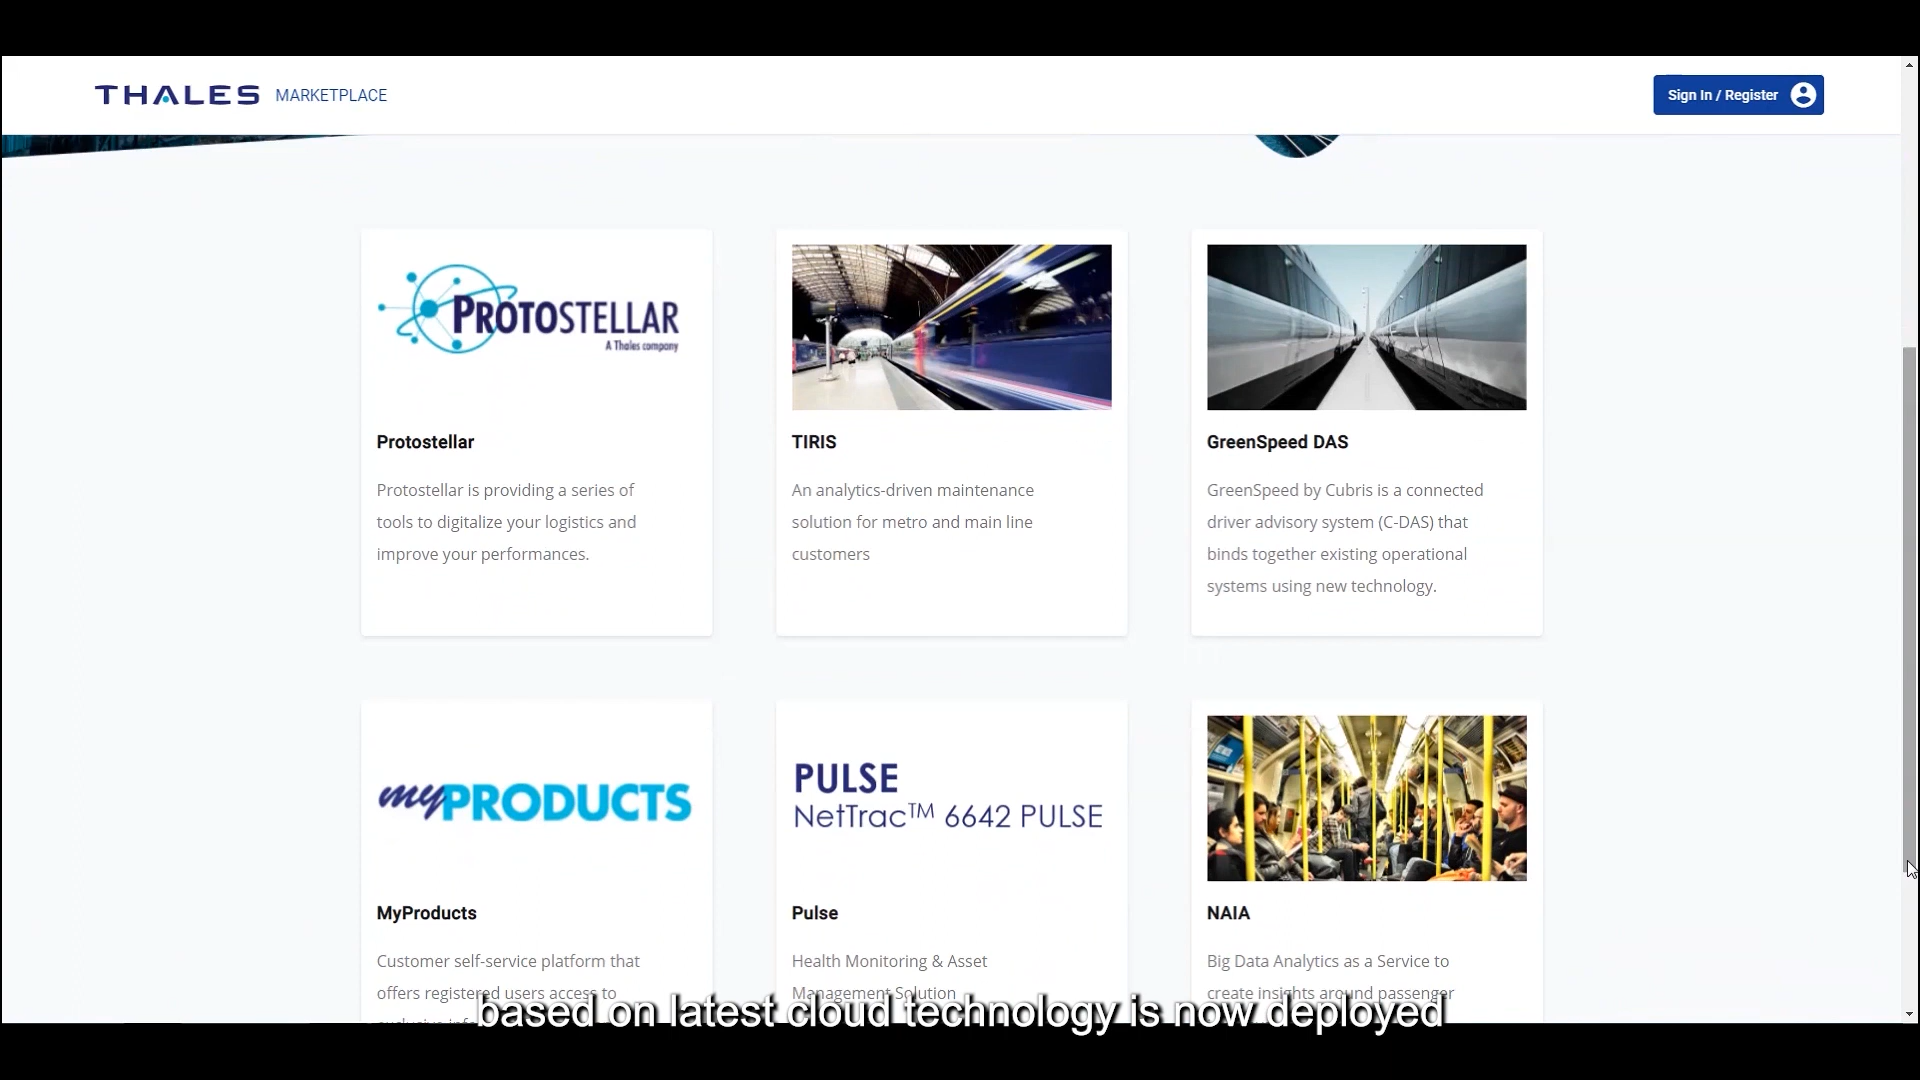 THALES MARKETPLACE
Sign In / Register
PROTOSTELLAR
A Thales company
Protostellar
Protostellar is providing a series of
tools to digitalize your logistics and
improve your performances.
TIRIS
An analytics-driven maintenance
solution for metro and main line
customers
GreenSpeed DAS
GreenSpeed by Cubris is a connected
driver advisory system (C-DAS) that
binds together existing operational
systems using new technology.
myPRODUCTS
MyProducts
Customer self-service platform that
offers registered users access to
PULSE
NetTrac™ 6642 PULSE
Pulse
Health Monitoring & Asset
Management Solution
NAIA
Big Data Analytics as a Service to
create insights around passenger
based on latest cloud technology is now deployed